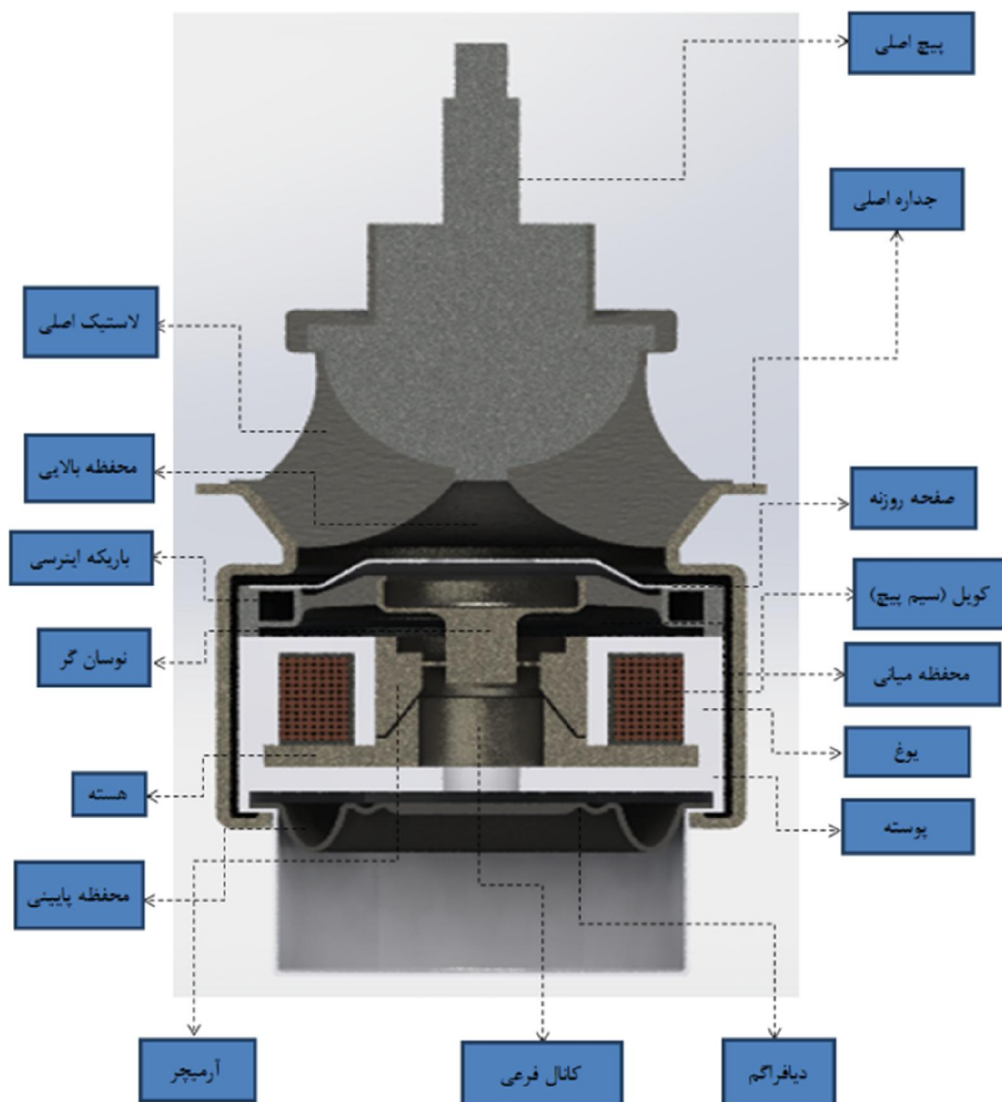 پیچ اصلی
جداره اصلی
لاستیک اصلی
محفظه بالایی
صفحه روزنه
باریکه اینرسی
کویل (سیم پیچ)
نوسان گر
محفظه میانی
یوغ
هسته
پوسته
محفظه پایینی
آرمیچر
کانال فرعی
دیافراگم